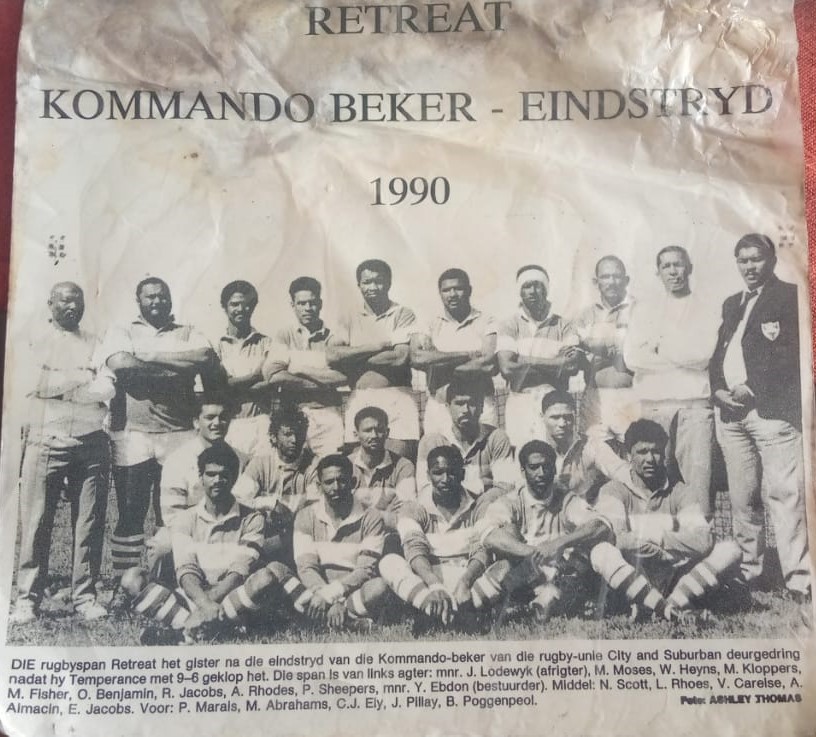 RETREAT
KOMMANDO BEKER - EINDSTRYD
1990
DIE rugbyspan Retreat het gister na die eindstryd van die Kommando-beker van die rugby-unie City and Suburban deurgedring
nadat hy Temperance met 9–6 geklop het. Die span is van links agter: mnr. J. Lodewyk (afrigter), M. Moses, W. Heyns, M. Kloppers,
M. Fisher, O. Benjamin, R. Jacobs, A. Rhodes, P. Sheepers, mnr. Y. Ebdon (bestuurder). Middel: N. Scott, L. Rhoes, V. Carelse, A.
Almacin, E. Jacobs. Voor: P. Marais, M. Abrahams, C.J. Ely, J. Pillay, B. Poggenpoel.
Foto: ASHLEY THOMAS